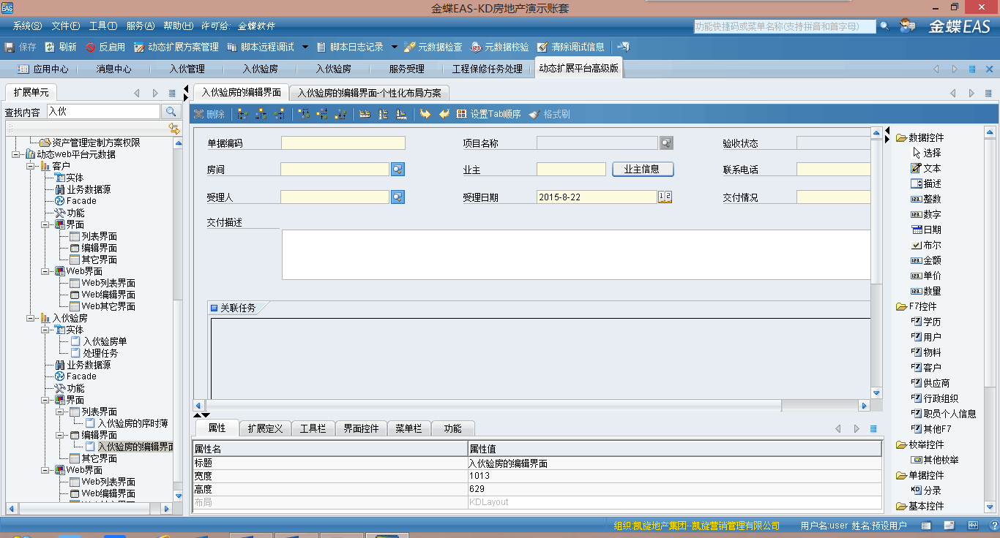 金蝶EAS-KD房地产演示账套
系统(S) 文件(F) 工具(T) 服务(A) 帮助(H) 许可给: 金蝶软件
功能快捷码或菜单名称(支持拼音和首字母)
金蝶EAS
保存 刷新 反启用 动态扩展方案管理 脚本远程调试 脚本日志记录 元数据检查 元数据校验 清除调试信息
应用中心 消息中心 入伙管理 入伙验房 入伙验房 服务受理 工程保修任务处理 动态扩展平台高级版
扩展单元
查找内容 入伙
资产管理定制方案权限
动态web平台元数据
客户
实体
业务数据源
Facade
功能
界面
列表界面
编辑界面
其它界面
Web界面
Web列表界面
Web编辑界面
Web其它界面
入伙验房
实体
入伙验房单
处理任务
业务数据源
Facade
功能
界面
列表界面
入伙验房的序时薄
编辑界面
入伙验房的编辑界面
其它界面
Web界面
Web列表界面
Web编辑界面
入伙验房的编辑界面 入伙验房的编辑界面-个性化布局方案
删除 设置Tab顺序 格式刷
单据编码 项目名称 验收状态
房间 业主 业主信息 联系电话
受理人 受理日期 2015-8-22 交付情况
交付描述
关联任务
属性 扩展定义 工具栏 界面控件 菜单栏 功能
属性名 属性值
标题 入伙验房的编辑界面
宽度 1013
高度 629
布局 KDLayout
数据控件
选择
文本
描述
整数
数字
日期
布尔
金额
单价
数量
F7控件
学历
用户
物料
客户
供应商
行政组织
职员个人信息
其他F7
枚举控件
其他枚举
单据控件
分录
基本控件
组织:凯旋地产集团--凯旋营销管理有限公司 用户名:user 姓名:预设用户